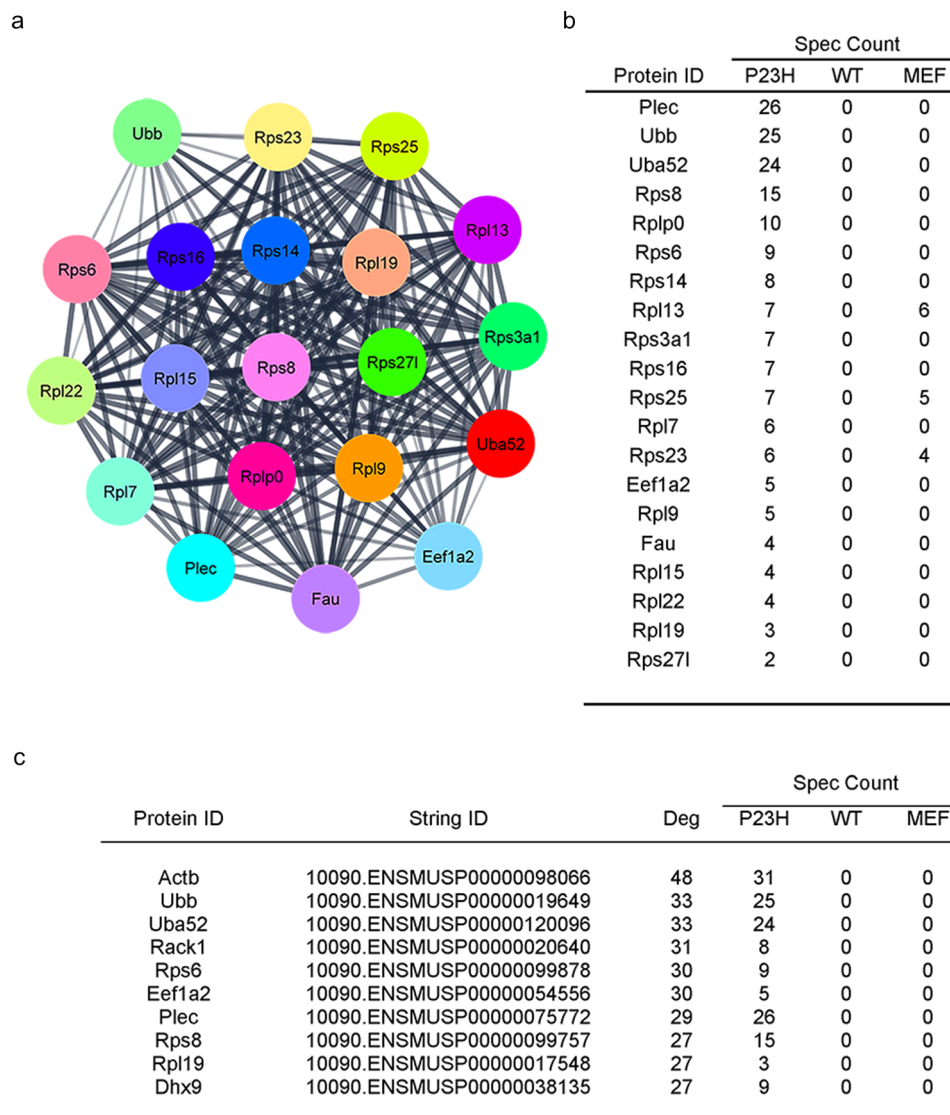 a
Ubb
Rps23
Rps25
Rpl13
Rps6
Rps16
Rps14
Rpl19
Rps3a1
Rpl22
Rpl15
Rps8
Rps27l
Uba52
Rpl7
Rplp0
Rpl9
Eef1a2
Plec
Fau
b
Spec Count
Protein ID P23H WT MEF
Plec 26 0 0
Ubb 25 0 0
Uba52 24 0 0
Rps8 15 0 0
Rplp0 10 0 0
Rps6 9 0 0
Rps14 8 0 0
Rpl13 7 0 6
Rps3a1 7 0 0
Rps16 7 0 0
Rps25 7 0 5
Rpl7 6 0 0
Rps23 6 0 4
Eef1a2 5 0 0
Rpl9 5 0 0
Fau 4 0 0
Rpl15 4 0 0
Rpl22 4 0 0
Rpl19 3 0 0
Rps27l 2 0 0
c
Spec Count
Protein ID String ID Deg P23H WT MEF
Actb 10090.ENSMUSP00000098066 48 31 0 0
Ubb 10090.ENSMUSP00000019649 33 25 0 0
Uba52 10090.ENSMUSP00000120096 33 24 0 0
Rack1 10090.ENSMUSP00000020640 31 8 0 0
Rps6 10090.ENSMUSP00000099878 30 9 0 0
Eef1a2 10090.ENSMUSP00000054556 30 5 0 0
Plec 10090.ENSMUSP00000075772 29 26 0 0
Rps8 10090.ENSMUSP00000099757 27 15 0 0
Rpl19 10090.ENSMUSP00000017548 27 3 0 0
Dhx9 10090.ENSMUSP00000038135 27 9 0 0